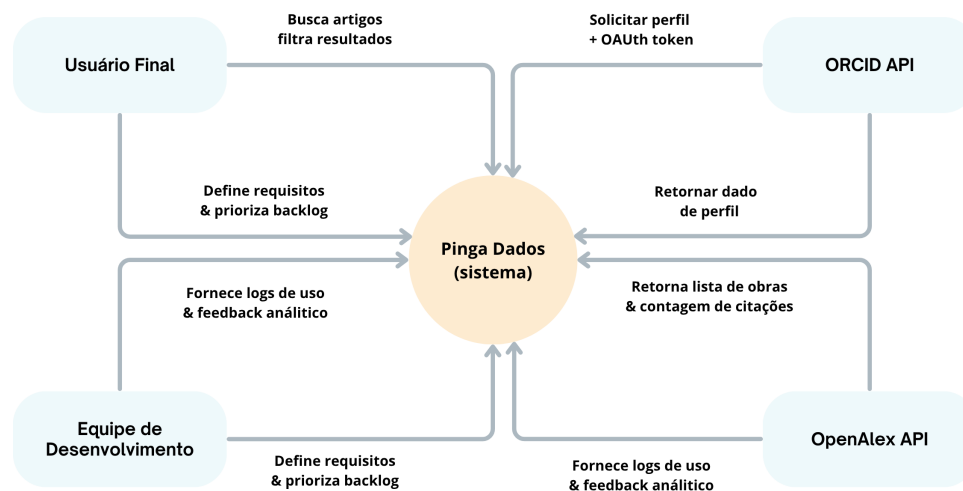 Busca artigos
filtra resultados
Solicitar perfil
+ OAUth token
Usuário Final
ORCID API
Define requisitos
& prioriza backlog
Retornar dado
de perfil
Pinga Dados
(sistema)
Fornece logs de uso
& feedback análitico
Retorna lista de obras
& contagem de citações
Equipe de
Desenvolvimento
OpenAlex API
Define requisitos
& prioriza backlog
Fornece logs de uso
& feedback análitico